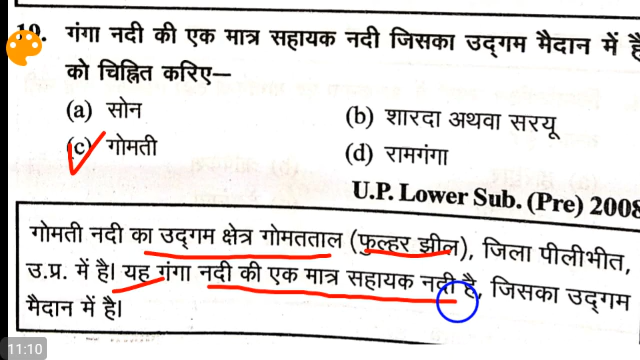 10. गंगा नदी की एक मात्र सहायक नदी जिसका उद्गम मैदान में है
को चिह्नित करिए–
(a) सोन
(b) शारदा अथवा सरयू
(c) गोमती
(d) रामगंगा
U.P. Lower Sub. (Pre) 2008
गोमती नदी का उद्गम क्षेत्र गोमतताल (फुल्हर झील), जिला पीलीभीत,
उ.प्र. में है। यह गंगा नदी की एक मात्र सहायक नदी है, जिसका उद्गम
मैदान में है।
11:10